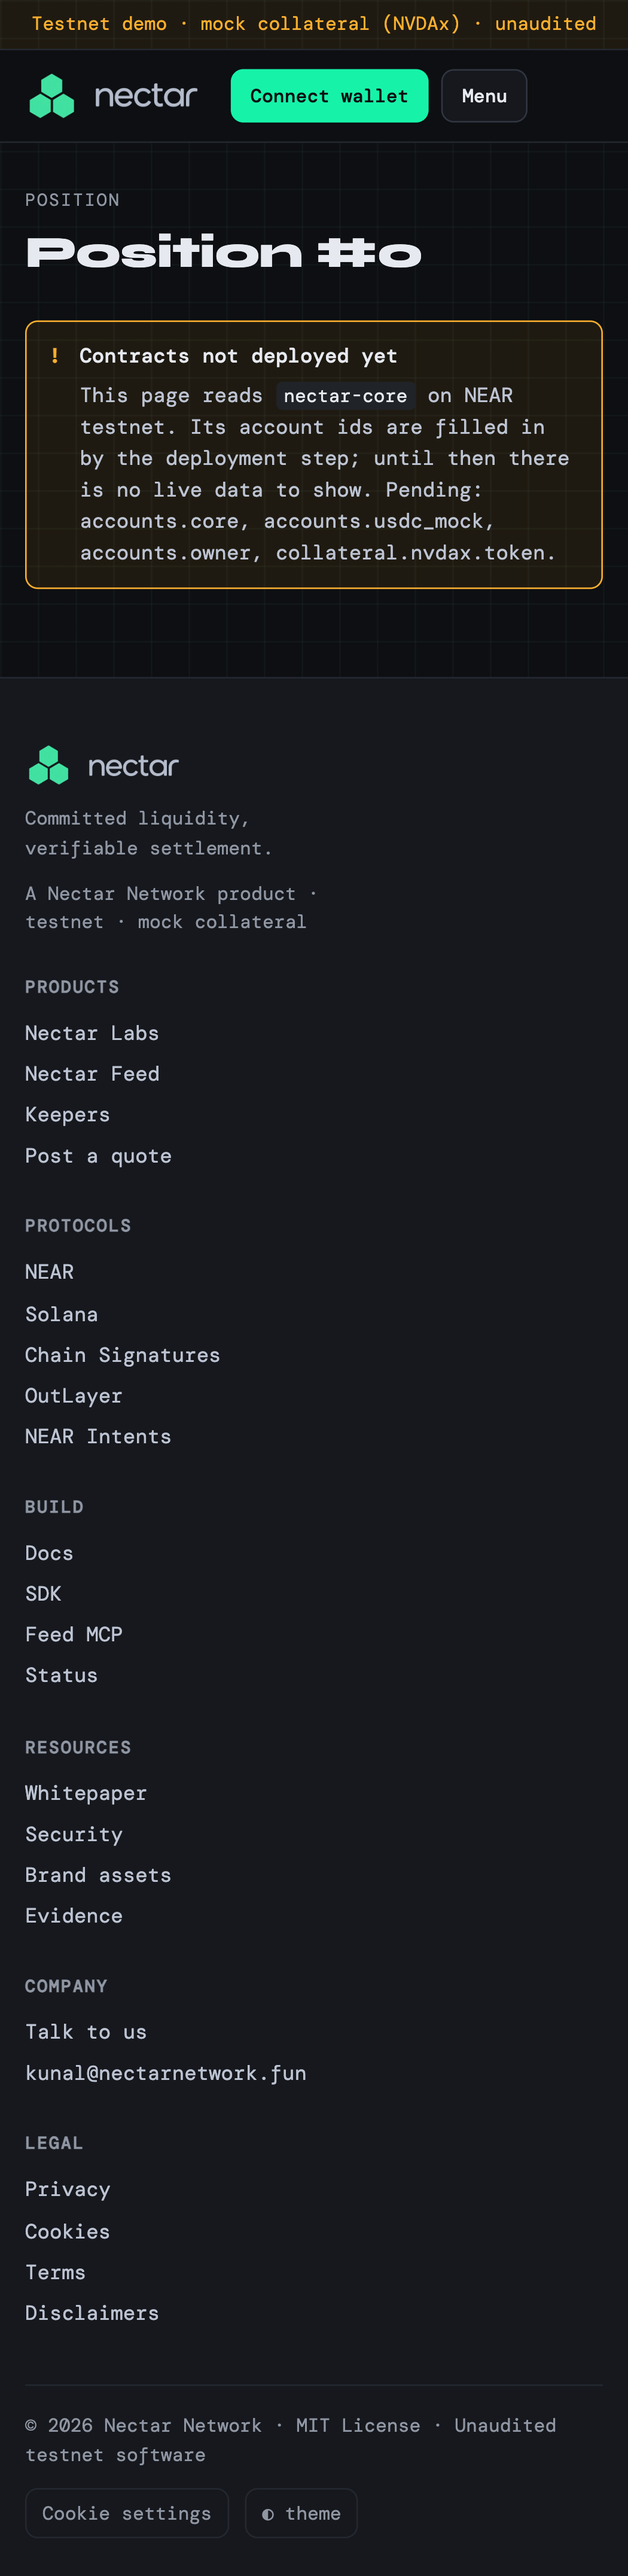 Testnet demo · mock collateral (NVDAx) · unaudited
nectar
Connect wallet
Menu
POSITION
Position #0
! Contracts not deployed yet
This page reads nectar-core on NEAR
testnet. Its account ids are filled in
by the deployment step; until then there
is no live data to show. Pending:
accounts.core, accounts.usdc_mock,
accounts.owner, collateral.nvdax.token.
nectar
Committed liquidity,
verifiable settlement.
A Nectar Network product ·
testnet · mock collateral
PRODUCTS
Nectar Labs
Nectar Feed
Keepers
Post a quote
PROTOCOLS
NEAR
Solana
Chain Signatures
OutLayer
NEAR Intents
BUILD
Docs
SDK
Feed MCP
Status
RESOURCES
Whitepaper
Security
Brand assets
Evidence
COMPANY
Talk to us
kunal@nectarnetwork.fun
LEGAL
Privacy
Cookies
Terms
Disclaimers
© 2026 Nectar Network · MIT License · Unaudited
testnet software
Cookie settings
◐ theme